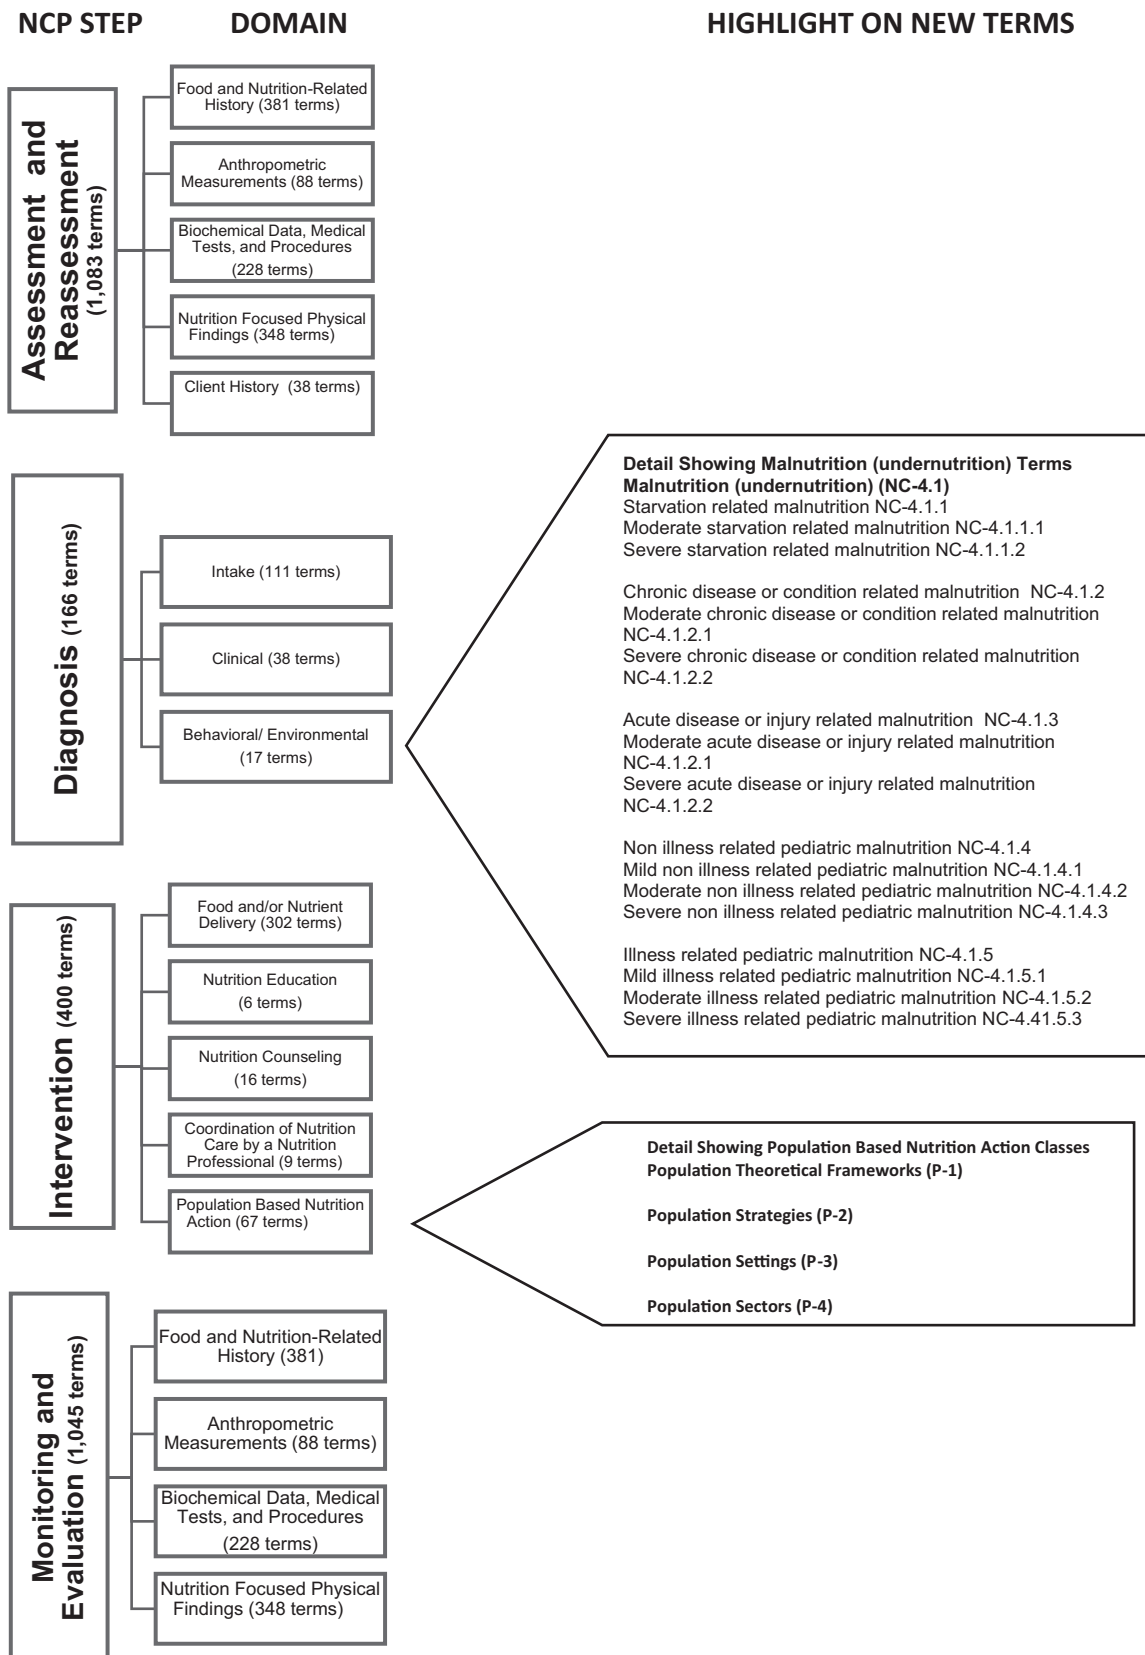 NCP STEP
DOMAIN
HIGHLIGHT ON NEW TERMS
Assessment and
Reassessment
(1,083 terms)
Food and Nutrition-Related
History (381 terms)
Anthropometric
Measurements (88 terms)
Biochemical Data, Medical
Tests, and Procedures
(228 terms)
Nutrition Focused Physical
Findings (348 terms)
Client History (38 terms)
Diagnosis (166 terms)
Intake (111 terms)
Clinical (38 terms)
Behavioral/ Environmental
(17 terms)
Detail Showing Malnutrition (undernutrition) Terms
Malnutrition (undernutrition) (NC-4.1)
Starvation related malnutrition NC-4.1.1
Moderate starvation related malnutrition NC-4.1.1.1
Severe starvation related malnutrition NC-4.1.1.2
Chronic disease or condition related malnutrition NC-4.1.2
Moderate chronic disease or condition related malnutrition
NC-4.1.2.1
Severe chronic disease or condition related malnutrition
NC-4.1.2.2
Acute disease or injury related malnutrition NC-4.1.3
Moderate acute disease or injury related malnutrition
NC-4.1.2.1
Severe acute disease or injury related malnutrition
NC-4.1.2.2
Non illness related pediatric malnutrition NC-4.1.4
Mild non illness related pediatric malnutrition NC-4.1.4.1
Moderate non illness related pediatric malnutrition NC-4.1.4.2
Severe non illness related pediatric malnutrition NC-4.1.4.3
Illness related pediatric malnutrition NC-4.1.5
Mild illness related pediatric malnutrition NC-4.1.5.1
Moderate illness related pediatric malnutrition NC-4.1.5.2
Severe illness related pediatric malnutrition NC-4.41.5.3
Intervention (400 terms)
Food and/or Nutrient
Delivery (302 terms)
Nutrition Education
(6 terms)
Nutrition Counseling
(16 terms)
Coordination of Nutrition
Care by a Nutrition
Professional (9 terms)
Population Based Nutrition
Action (67 terms)
Detail Showing Population Based Nutrition Action Classes
Population Theoretical Frameworks (P-1)
Population Strategies (P-2)
Population Settings (P-3)
Population Sectors (P-4)
Monitoring and
Evaluation (1,045 terms)
Food and Nutrition-Related
History (381)
Anthropometric
Measurements (88 terms)
Biochemical Data, Medical
Tests, and Procedures
(228 terms)
Nutrition Focused Physical
Findings (348 terms)